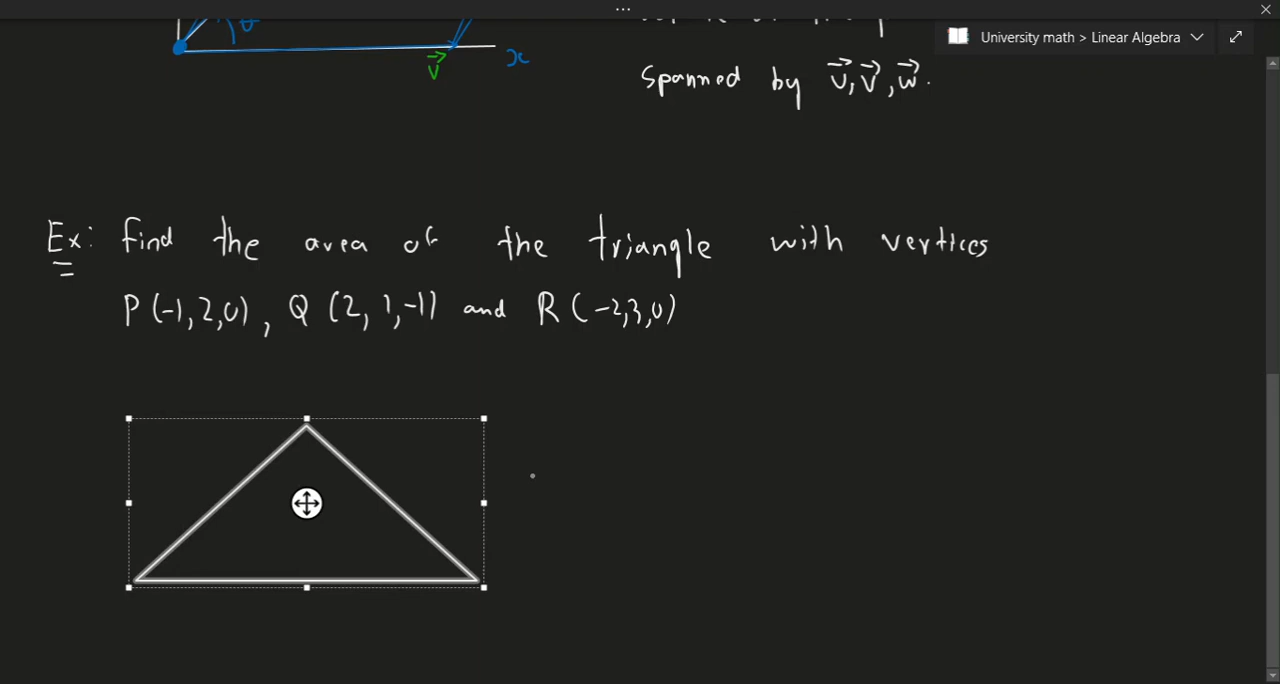 θ
x
v⃗
University math > Linear Algebra
Spanned by u⃗, v⃗, w⃗.
Ex: Find the area of the triangle with vertices
P(-1,2,0), Q (2, 1,-1) and R (-2,3,0)